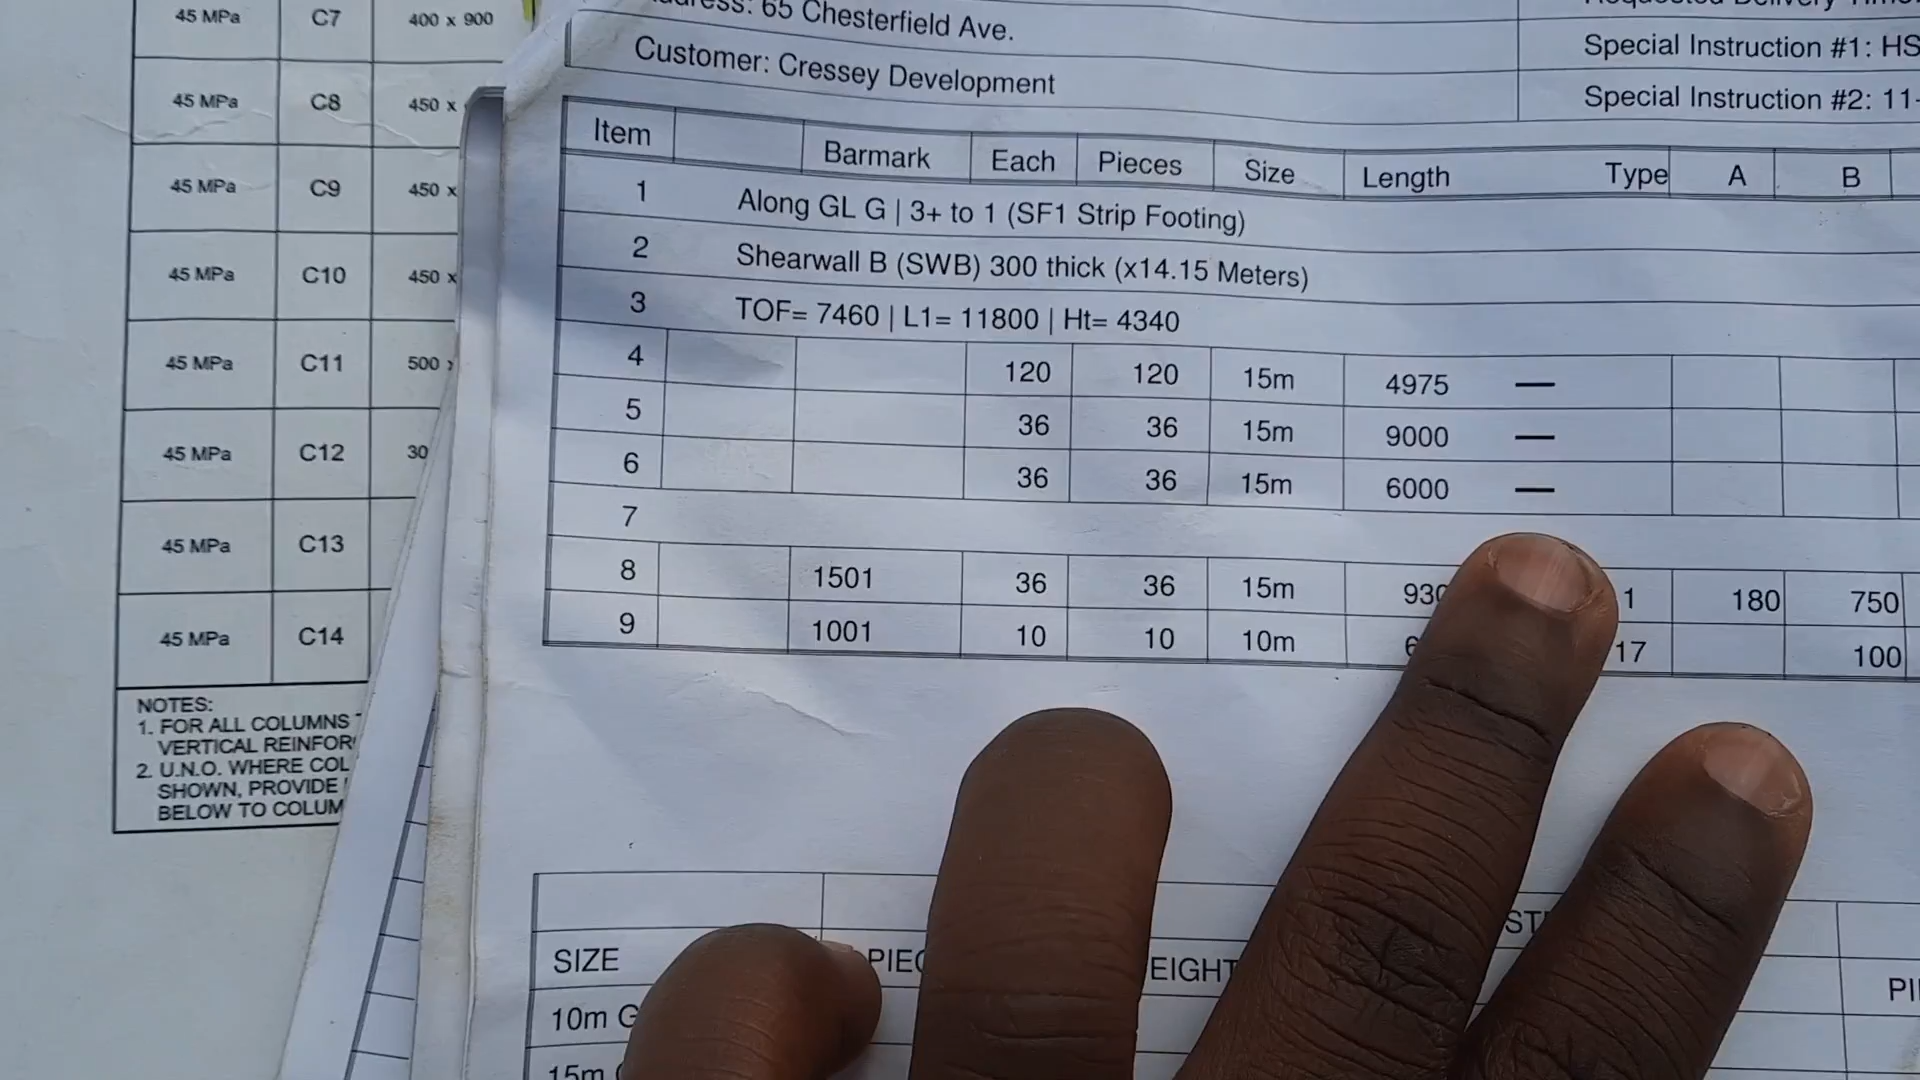 45 MPa C7 400 x 900
45 MPa C8 450 x
45 MPa C9 450 x
45 MPa C10 450 x
45 MPa C11 500
45 MPa C12 30
45 MPa C13
45 MPa C14
NOTES:
1. FOR ALL COLUMNS
VERTICAL
2. U.N.O. WHERE COL
SHOWN, PROVIDE
BELOW TO
65 Chesterfield Ave.
Customer: Cressey Development
Special Instruction #1: HS
Special Instruction #2: 11-
Item Barmark Each Pieces Size Length Type A B
1 Along GL G | 3+ to 1 (SF1 Strip Footing)
2 Shearwall B (SWB) 300 thick (x14.15 Meters)
3 TOF= 7460 | L1= 11800 | Ht= 4340
4 120 120 15m 4975 —
5 36 36 15m 9000 —
6 36 36 15m 6000 —
7
8 1501 36 36 15m 930 1 180 750
9 1001 10 10 10m 6 17 100
SIZE PIEC EIGHT ST PI
10m G
15m